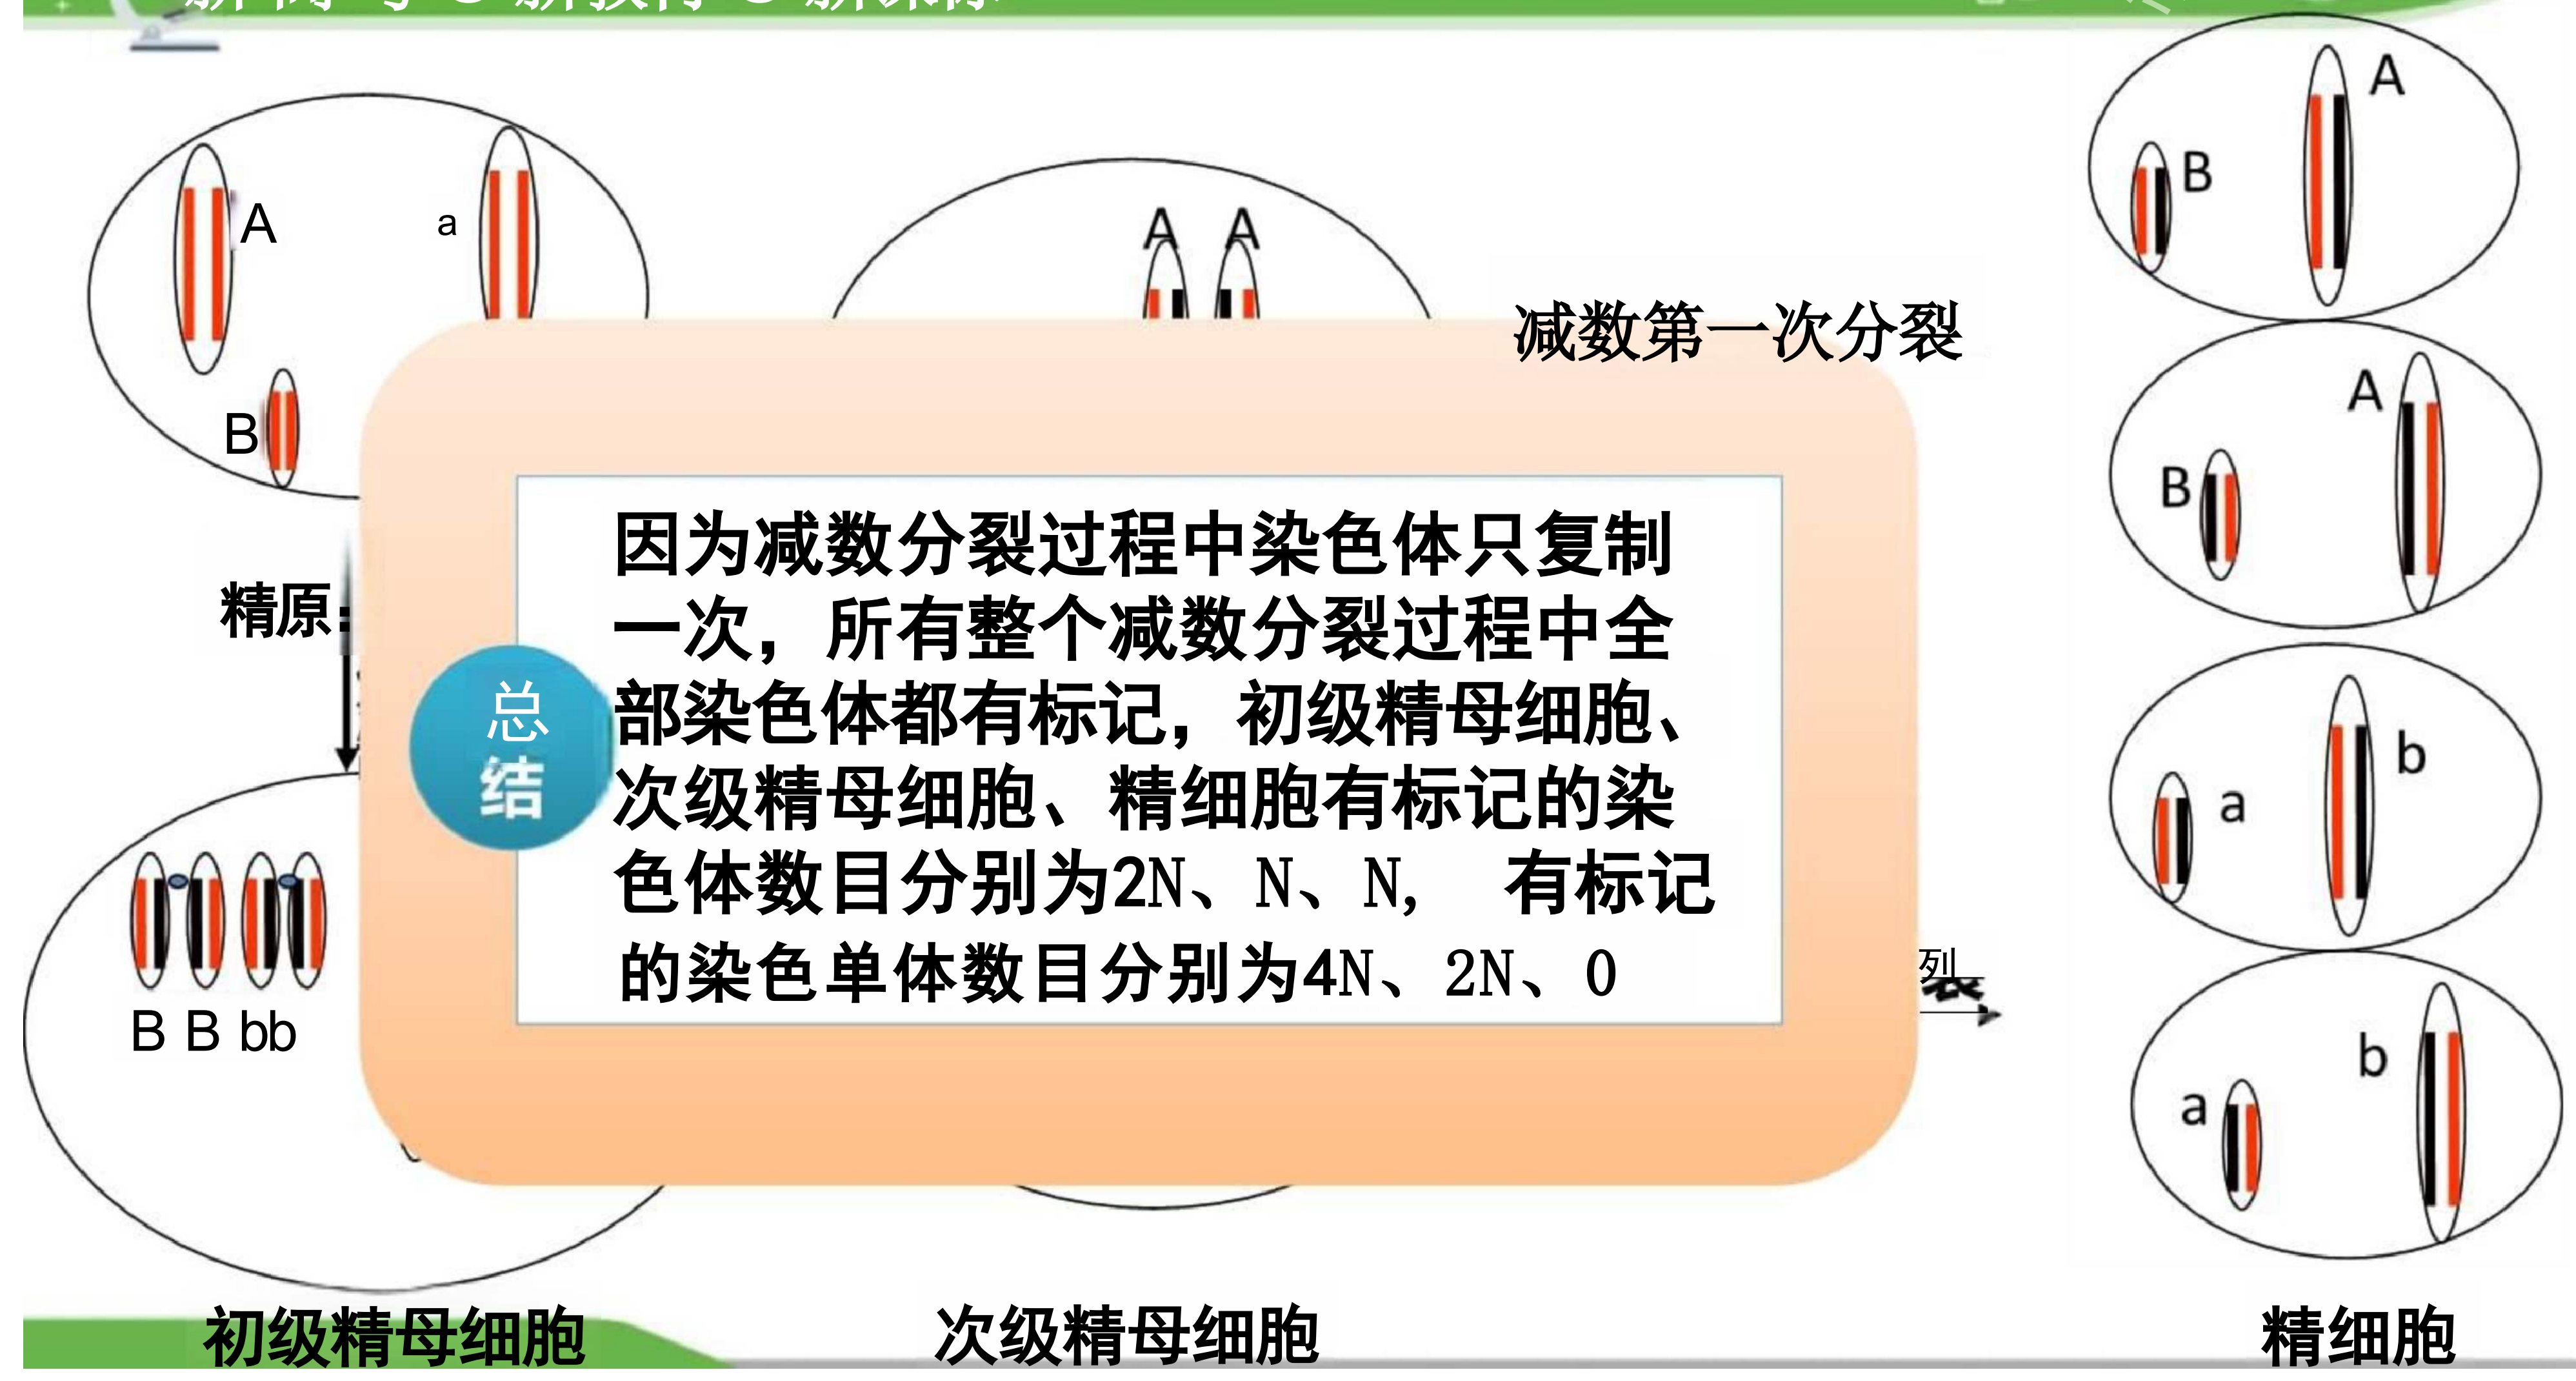 A
A
a
B
A A
减数第一次分裂
A
B
B
精原
因为减数分裂过程中染色体只复制
一次，所有整个减数分裂过程中全
部染色体都有标记，初级精母细胞、
次级精母细胞、精细胞有标记的染
色体数目分别为2N、N、N, 有标记
的染色单体数目分别为4N、2N、0
总
结
b
a
列
裂
B B bb
b
a
初级精母细胞
次级精母细胞
精细胞